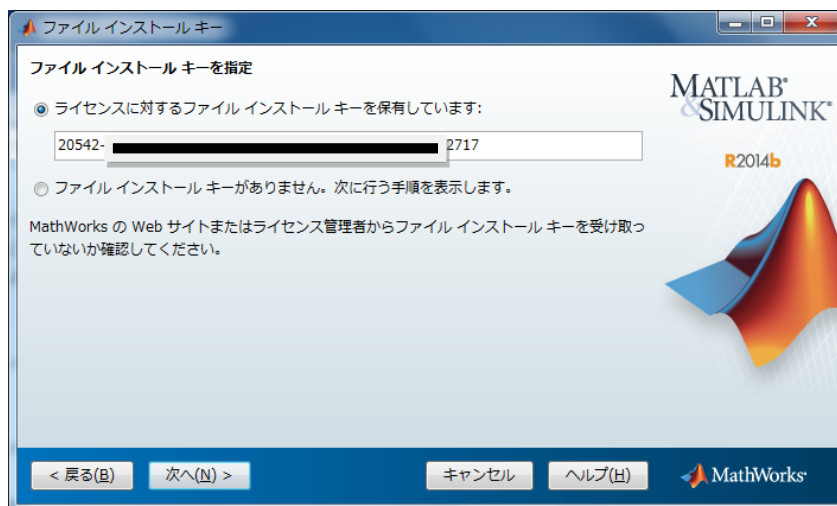 ファイル インストール キー
ファイル インストール キーを指定
ライセンスに対するファイル インストール キーを保有しています:
20542- 2717
ファイル インストール キーがありません。次に行う手順を表示します。
MathWorks の Web サイトまたはライセンス管理者からファイル インストール キーを受け取っ
ていないか確認してください。
MATLAB®
&SIMULINK®
R2014b
< 戻る(B)
次へ(N) >
キャンセル
ヘルプ(H)
MathWorks®